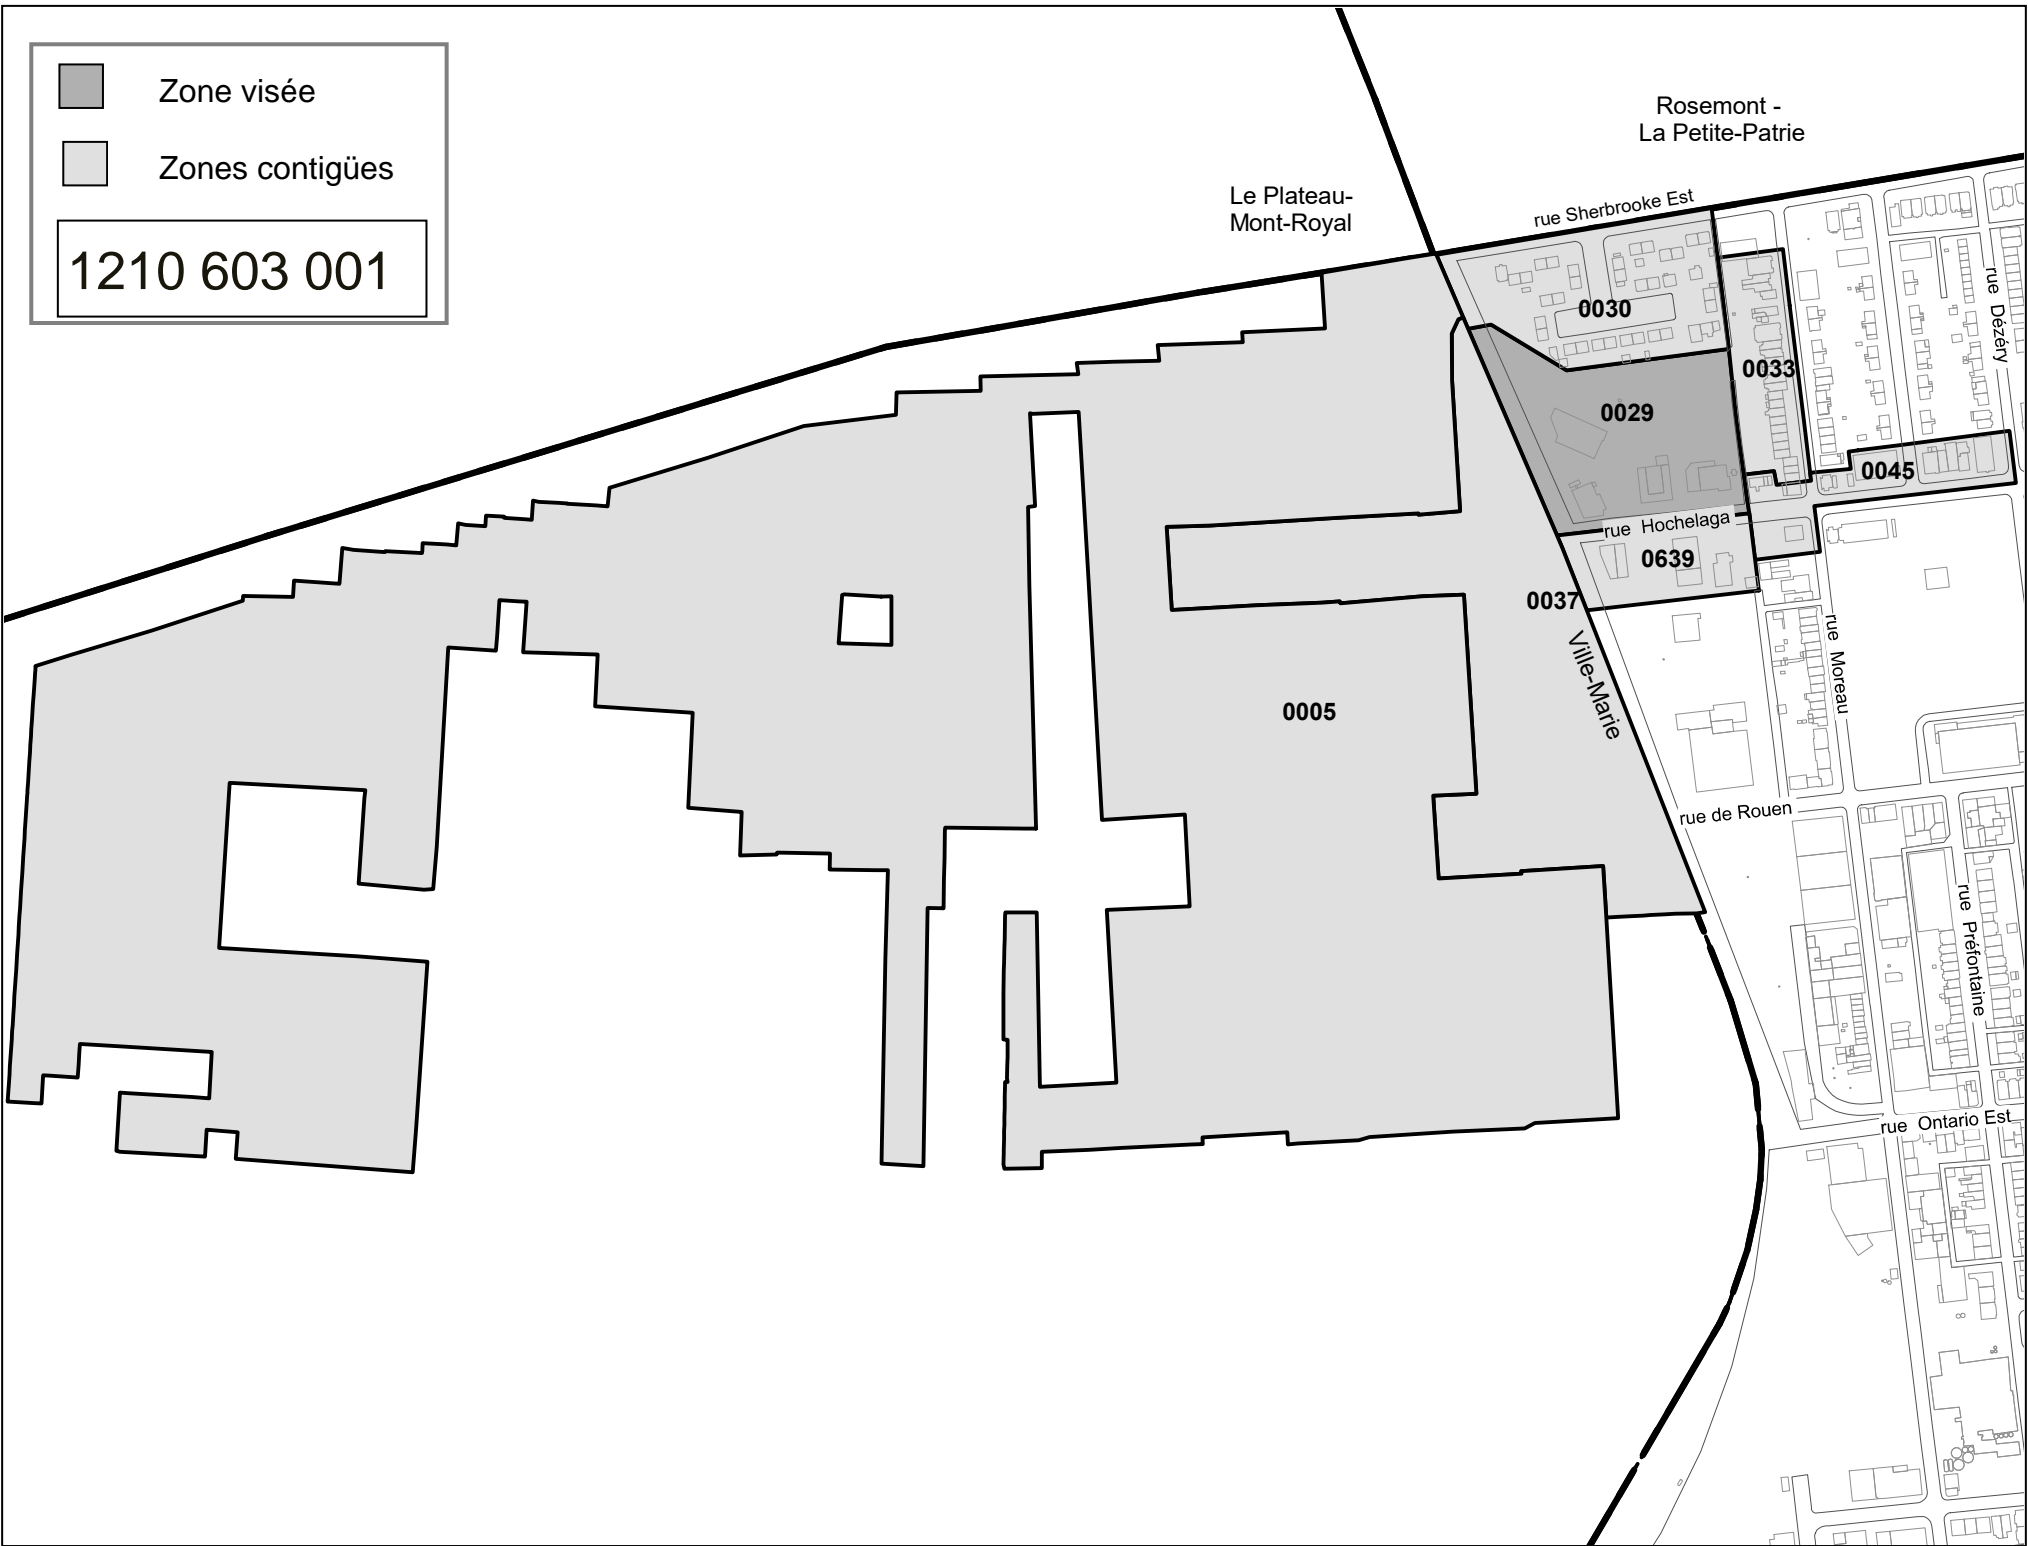 Zone visée
Zones contigües
1210 603 001
Rosemont -
La Petite-Patrie
Le Plateau-
Mont-Royal
rue Sherbrooke Est
0030
rue Dézéry
0033
0029
0045
rue Hochelaga
0639
0037
Ville-Marie
rue Moreau
0005
rue de Rouen
rue Préfontaine
rue Ontario Est